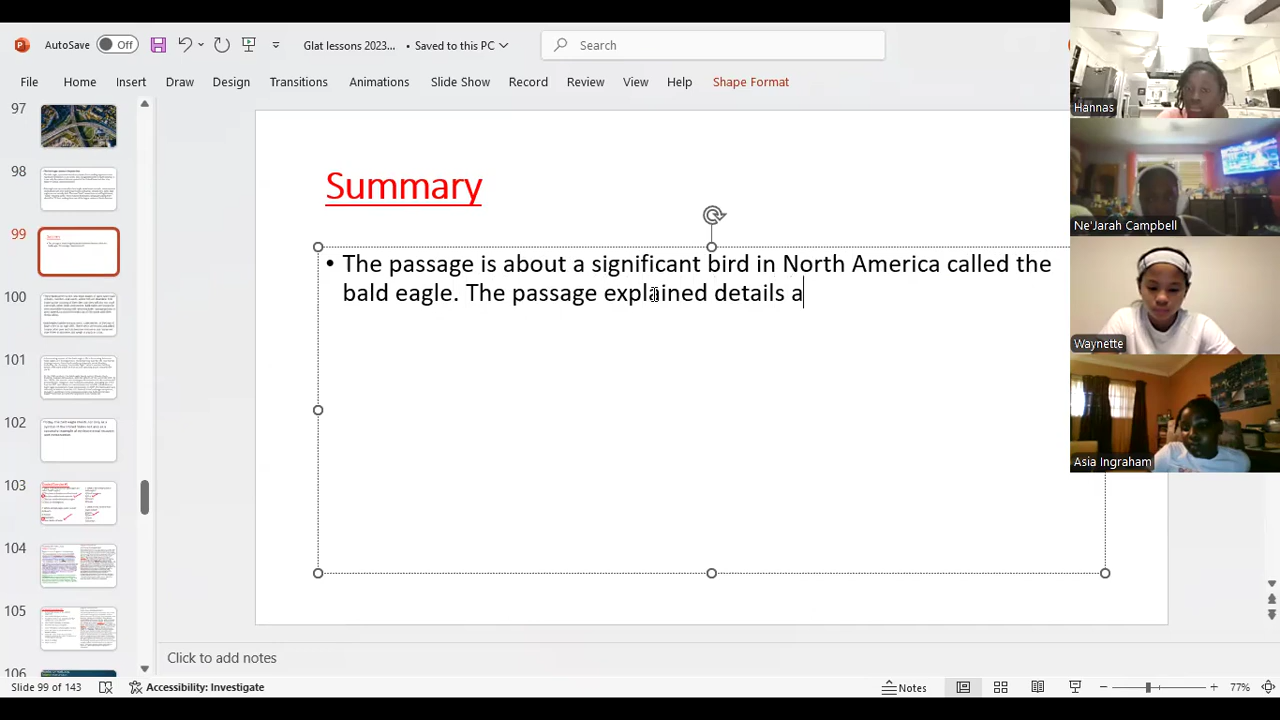 AutoSave
Off
Glat lessons 2023... • Saved to this PC
Search
File
Home
Insert
Draw
Design
Transitions
Animations
Slide Show
Record
Review
View
Help
Shape Format
97
98
99
100
101
102
103
104
105
106
Summary
• The passage is about a significant bird in North America called the
bald eagle. The passage explained details a
Click to add notes
Slide 99 of 143
Accessibility: Investigate
Notes
77%
Hannas
Ne'Jarah Campbell
Waynette
Asia Ingraham